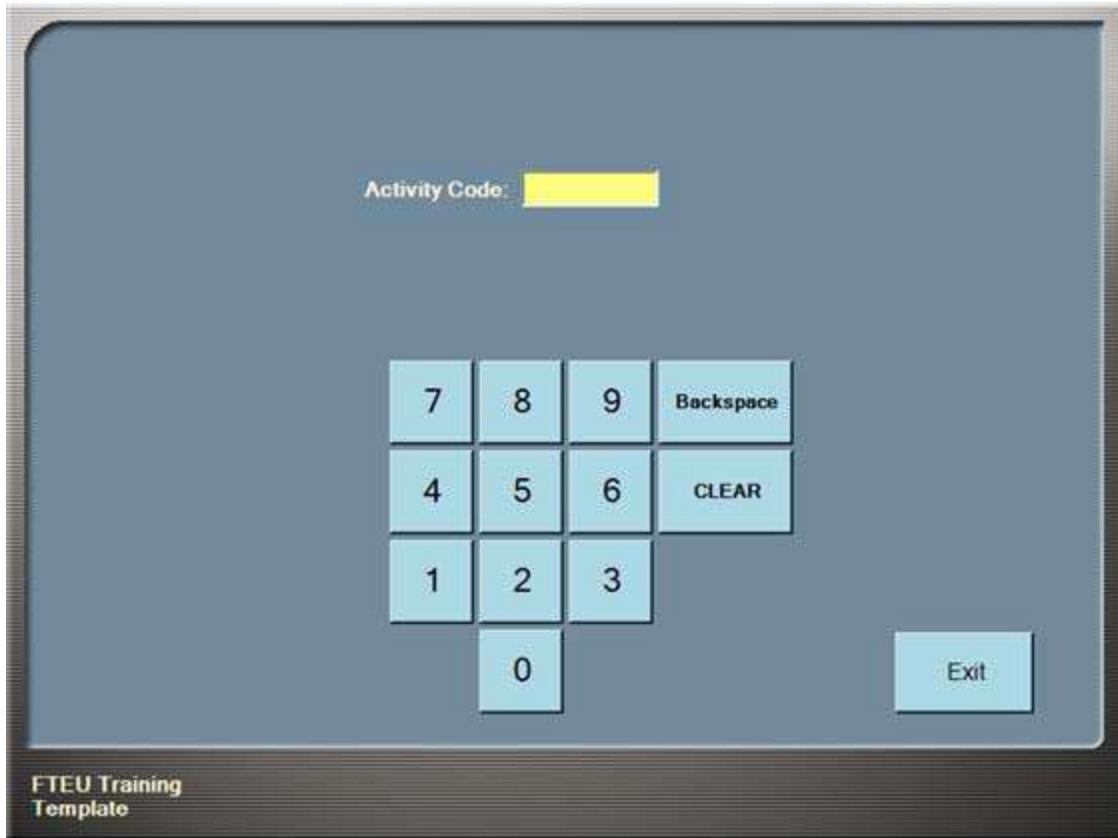 Activity Code:
7 8 9 Backspace
4 5 6 CLEAR
1 2 3
0
Exit
FTEU Training
Template